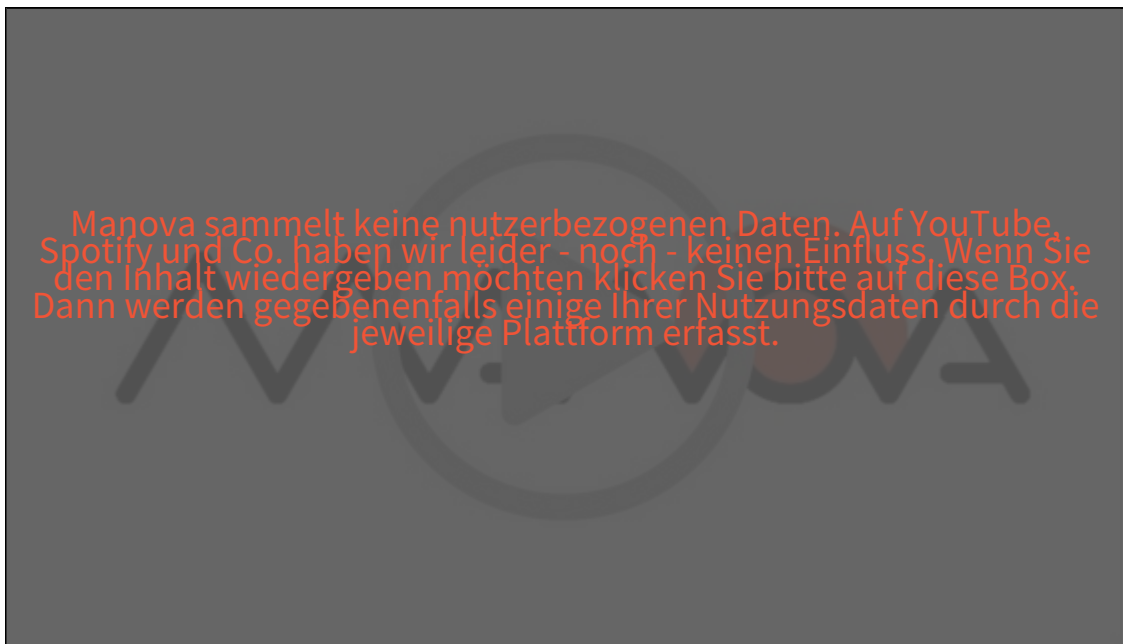 Manova sammelt keine nutzerbezogenen Daten. Auf YouTube,
Spotify und Co. haben wir leider - noch - keinen Einfluss. Wenn Sie
den Inhalt wiedergeben möchten klicken Sie bitte auf diese Box.
Dann werden gegebenenfalls einige Ihrer Nutzungsdaten durch die
jeweilige Plattform erfasst.
MANOVA